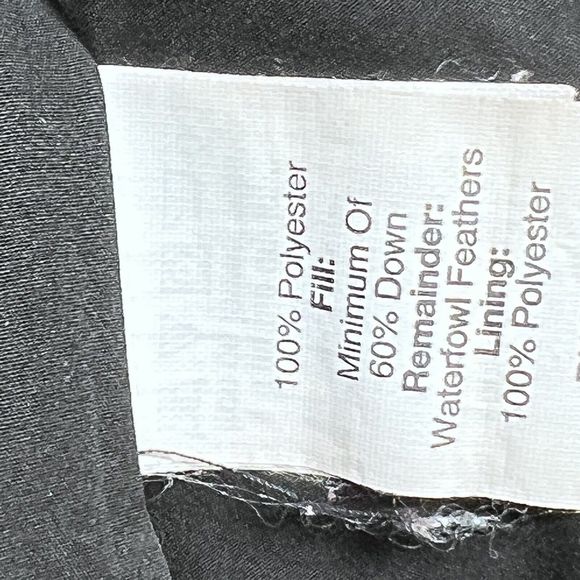 100% Polyester
Fill:
Minimum Of
60% Down
Remainder:
Waterfowl Feathers
Lining:
100% Polyester